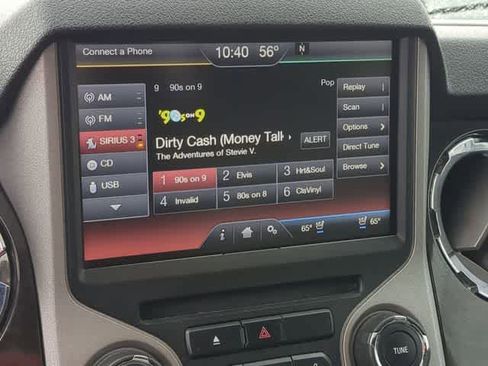 Connect a Phone 10:40 56° N
9 90s on 9 Pop
AM
FM
SIRIUS 3
CD
USB
'90s on 9
Dirty Cash (Money Talk
The Adventures of Stevie V.
ALERT
1 90s on 9 2 Elvis 3 Hrt&Soul
4 Invalid 5 80s on 8 6 ClsVinyl
Replay
Scan
Options
Direct Tune
Browse
65° 65°
TUNE